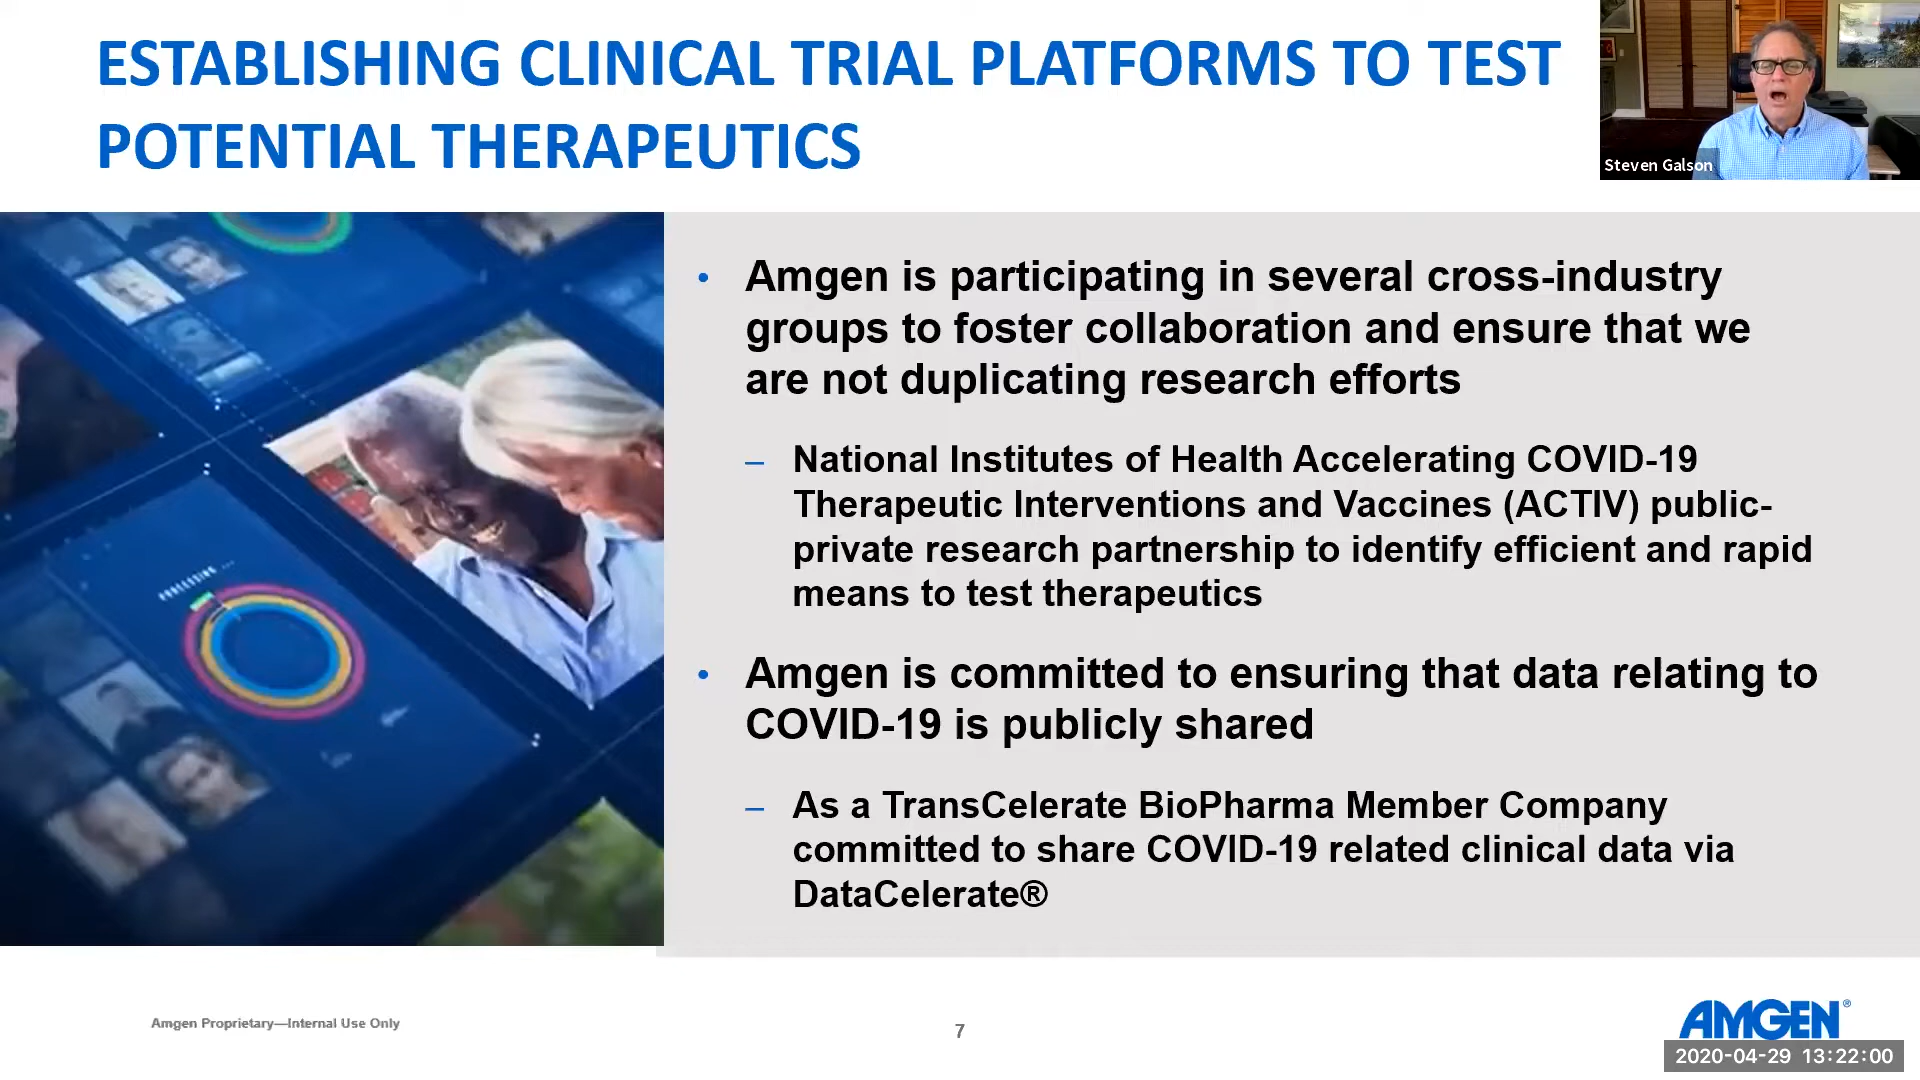 ESTABLISHING CLINICAL TRIAL PLATFORMS TO TEST
POTENTIAL THERAPEUTICS
Steven Galson
• Amgen is participating in several cross-industry
groups to foster collaboration and ensure that we
are not duplicating research efforts
– National Institutes of Health Accelerating COVID-19
Therapeutic Interventions and Vaccines (ACTIV) public-
private research partnership to identify efficient and rapid
means to test therapeutics
• Amgen is committed to ensuring that data relating to
COVID-19 is publicly shared
– As a TransCelerate BioPharma Member Company
committed to share COVID-19 related clinical data via
DataCelerate®
PROCESSING ...
Amgen Proprietary—Internal Use Only
7
AMGEN®
2020-04-29 13:22:00